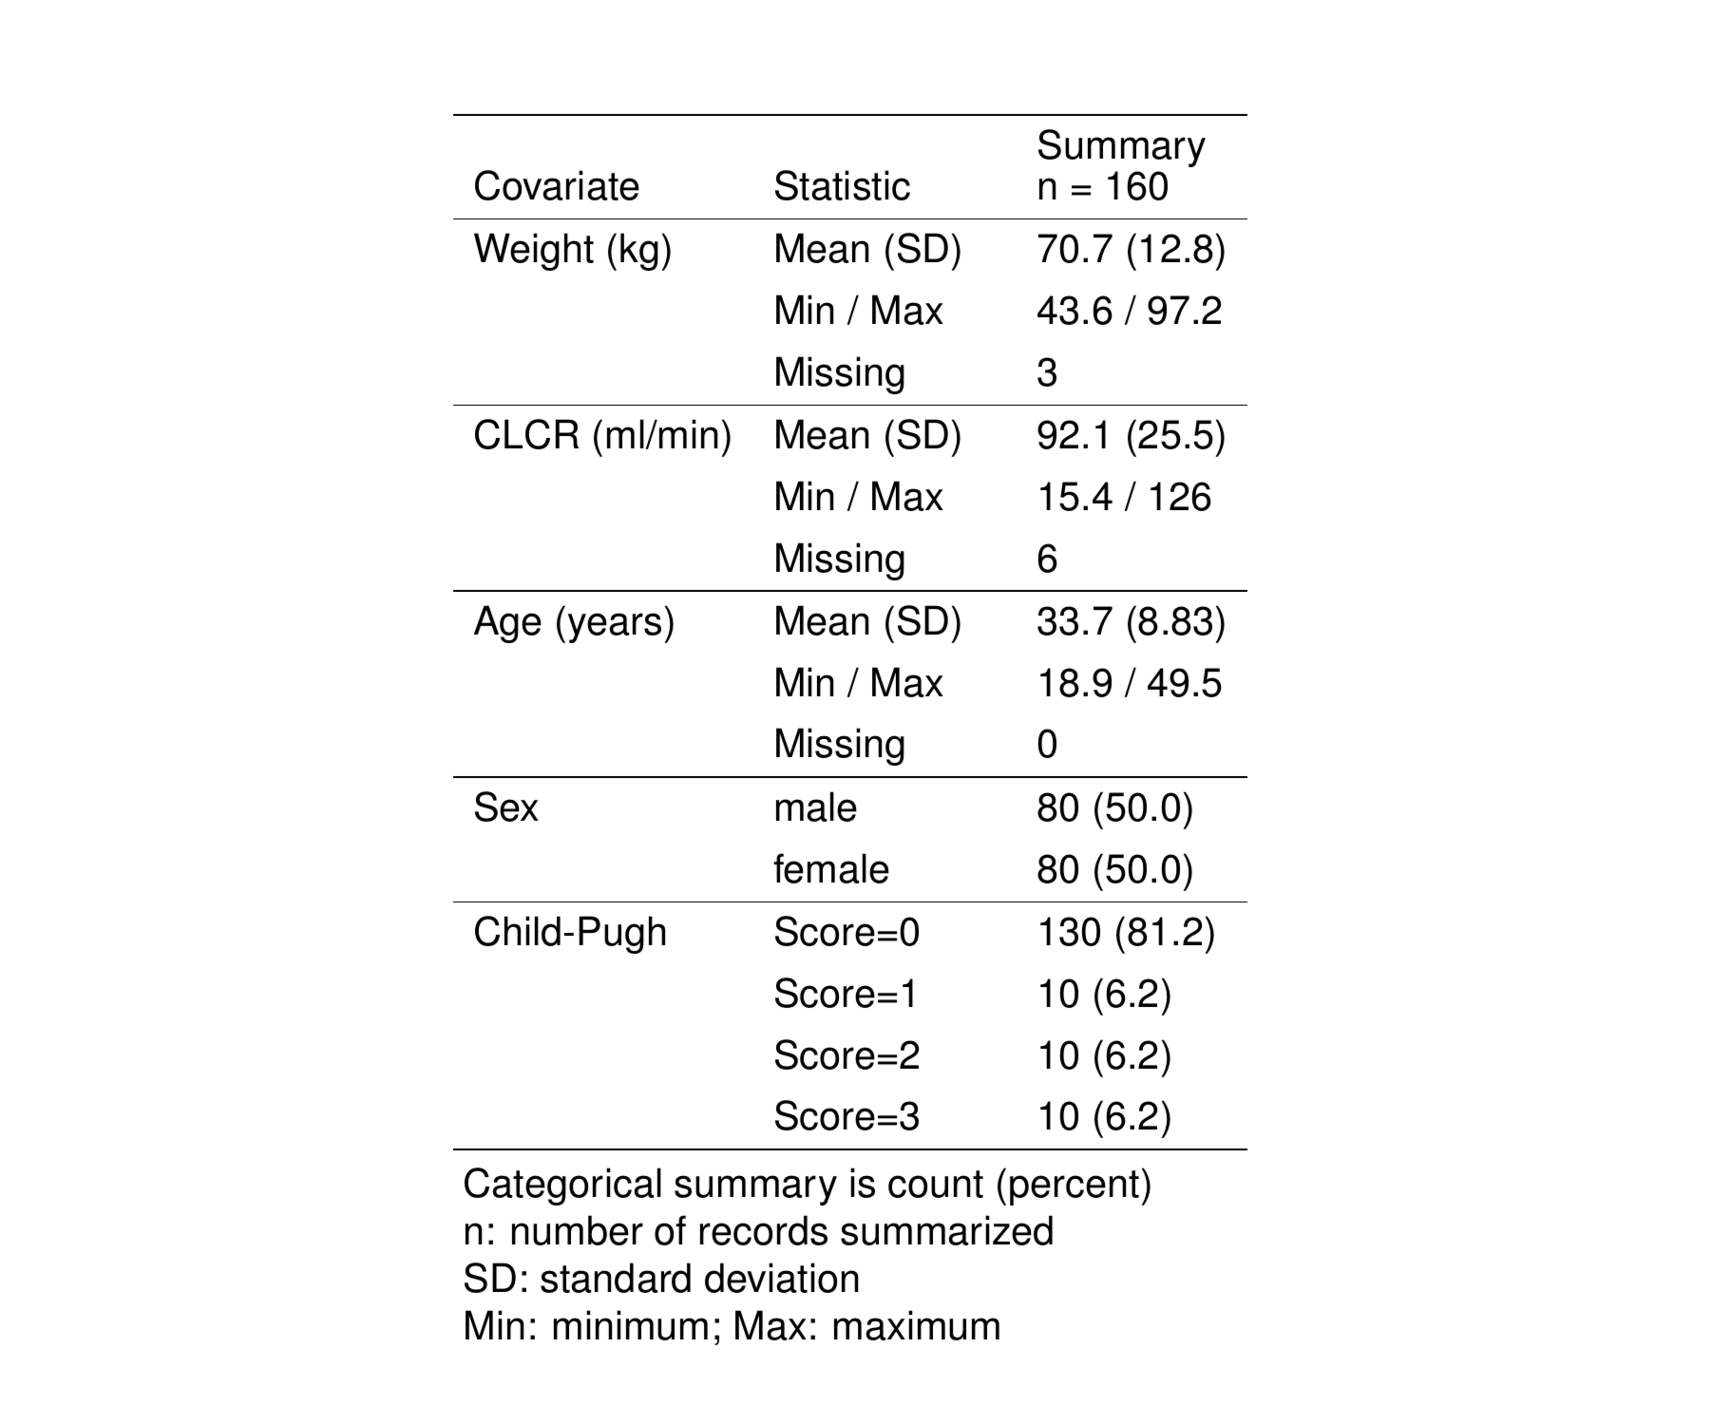 Summary
Covariate Statistic n = 160
Weight (kg) Mean (SD) 70.7 (12.8)
Min / Max 43.6 / 97.2
Missing 3
CLCR (ml/min) Mean (SD) 92.1 (25.5)
Min / Max 15.4 / 126
Missing 6
Age (years) Mean (SD) 33.7 (8.83)
Min / Max 18.9 / 49.5
Missing 0
Sex male 80 (50.0)
female 80 (50.0)
Child-Pugh Score=0 130 (81.2)
Score=1 10 (6.2)
Score=2 10 (6.2)
Score=3 10 (6.2)
Categorical summary is count (percent)
n: number of records summarized
SD: standard deviation
Min: minimum; Max: maximum